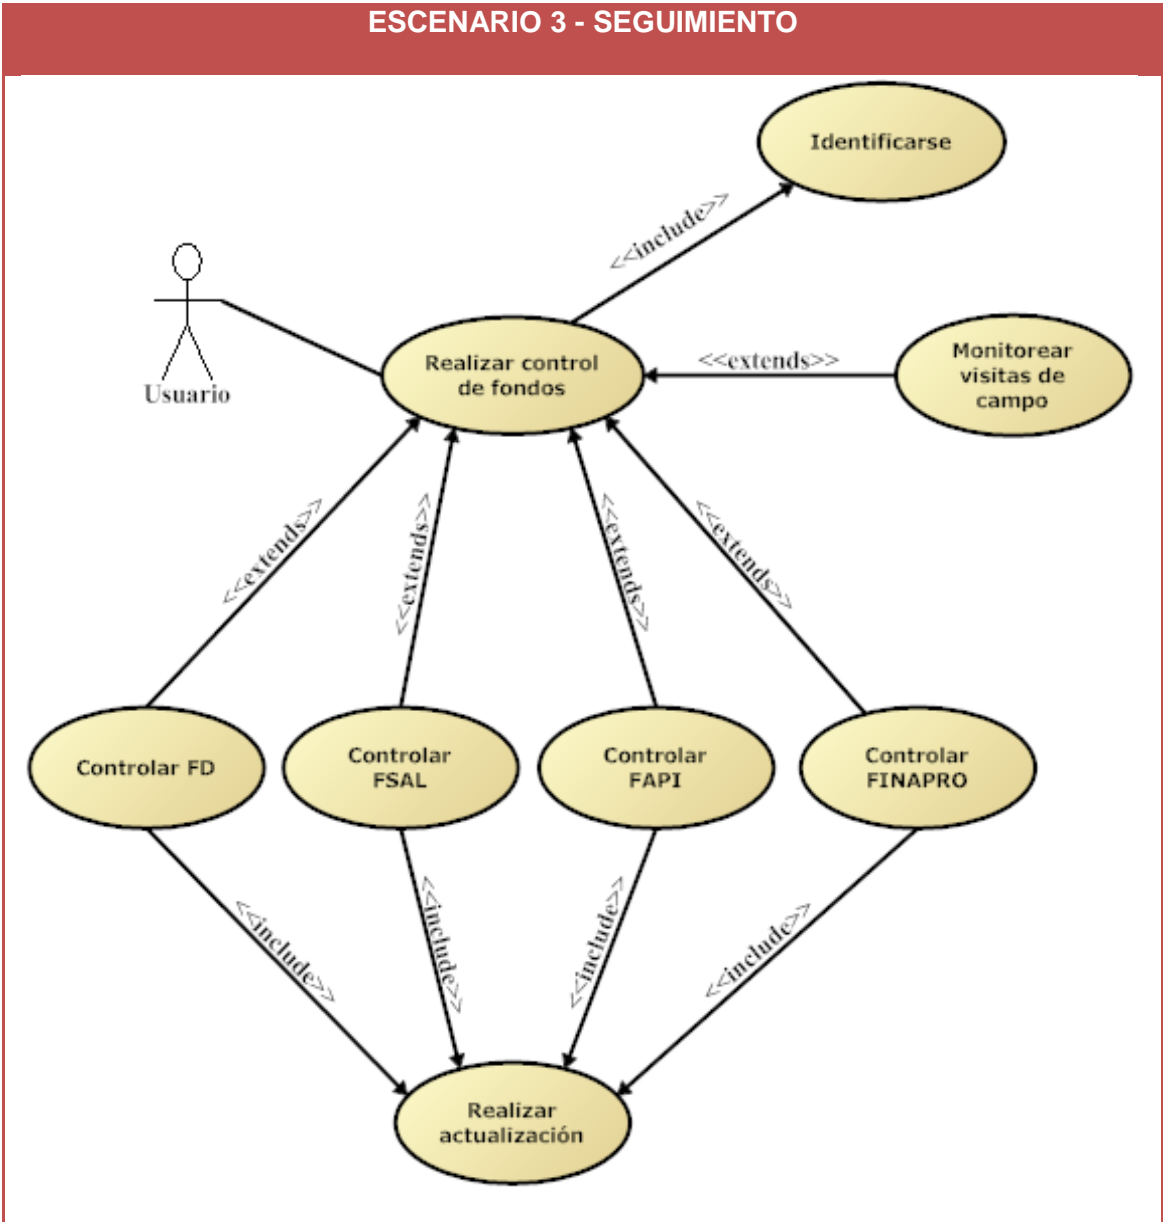 ESCENARIO 3 - SEGUIMIENTO
Identificarse
<<include>>
Usuario
Realizar control
de fondos
<<extends>>
Monitorear
visitas de
campo
<<extends>>
<<extends>>
<<extends>>
<<extends>>
Controlar FD
Controlar
FSAL
Controlar
FAPI
Controlar
FINAPRO
<<include>>
<<include>>
<<include>>
<<include>>
Realizar
actualización